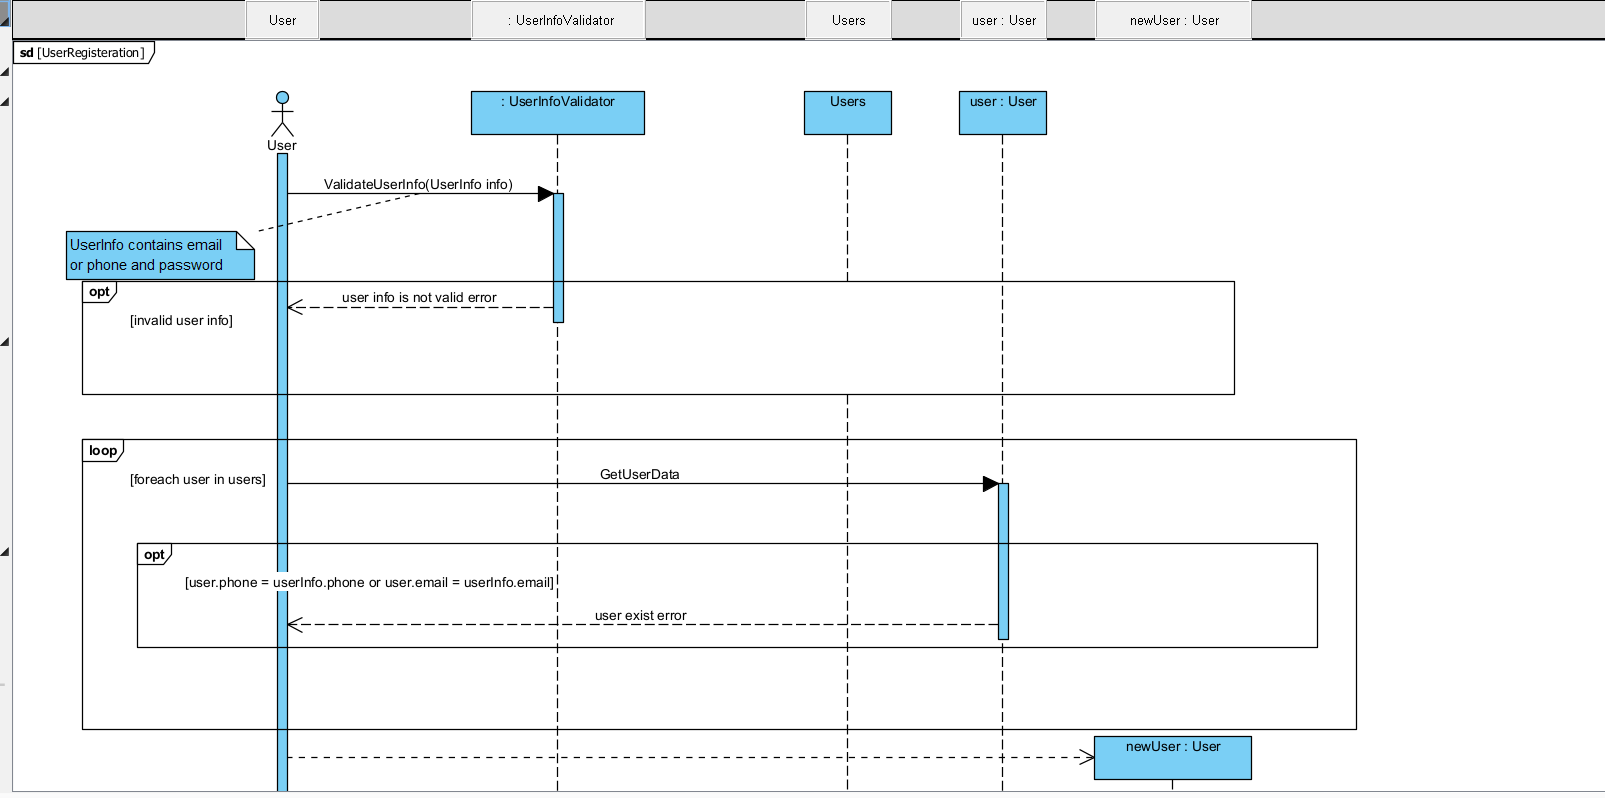 User
: UserInfoValidator
Users
user : User
newUser : User
sd [UserRegisteration]
: UserInfoValidator
Users
user : User
User
ValidateUserInfo(UserInfo info)
UserInfo contains email
or phone and password
opt
user info is not valid error
[invalid user info]
loop
[foreach user in users]
GetUserData
opt
[user.phone = userInfo.phone or user.email = userInfo.email]
user exist error
newUser : User